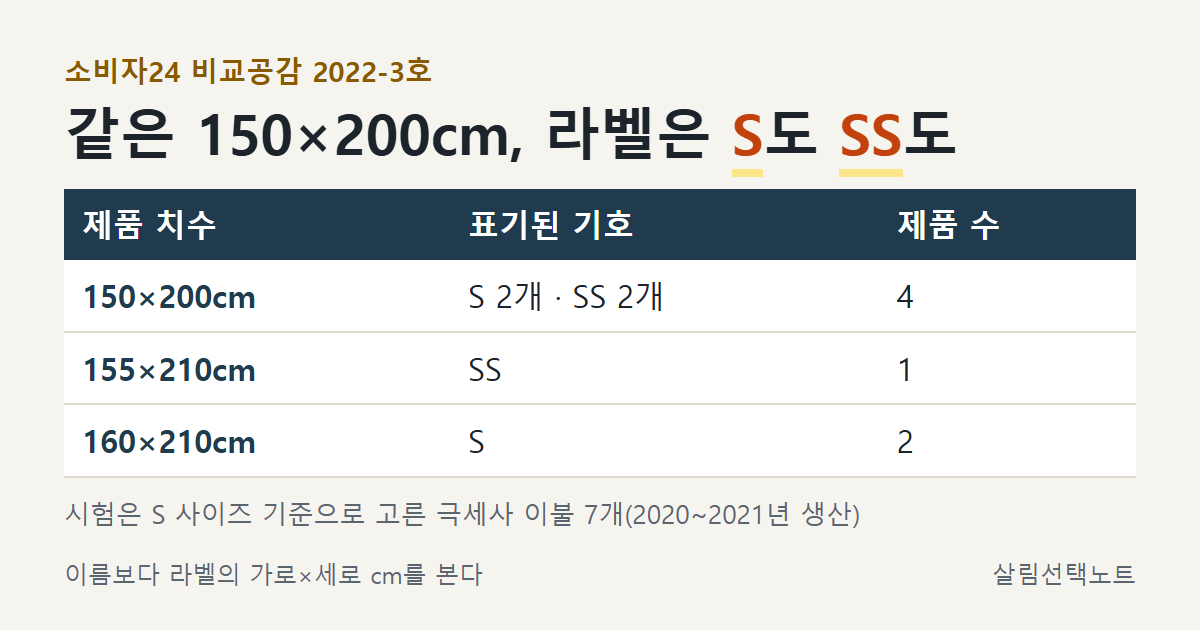 소비자24 비교공감 2022-3호
같은 150×200cm, 라벨은 S도 SS도
제품 치수 표기된 기호 제품 수
150×200cm S 2개 · SS 2개 4
155×210cm SS 1
160×210cm S 2
시험은 S 사이즈 기준으로 고른 극세사 이불 7개(2020~2021년 생산)
이름보다 라벨의 가로×세로 cm를 본다 살림선택노트